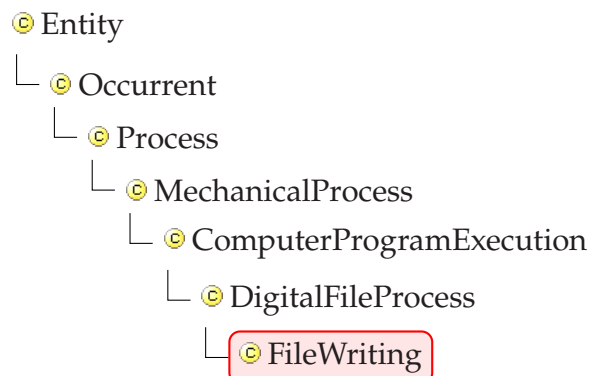 Entity
Occurrent
Process
MechanicalProcess
ComputerProgramExecution
DigitalFileProcess
FileWriting